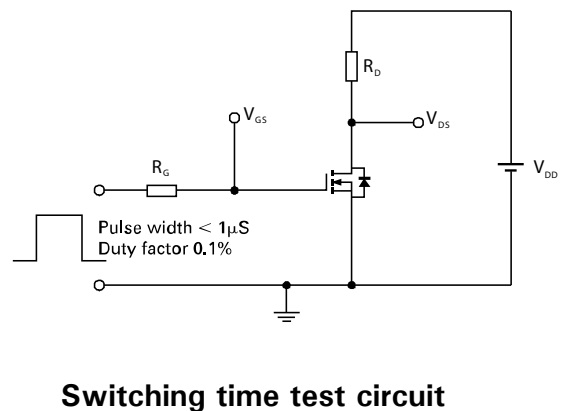 R_D
V_GS
V_DS
R_G
V_DD
Pulse width < 1μS
Duty factor 0.1%
Switching time test circuit